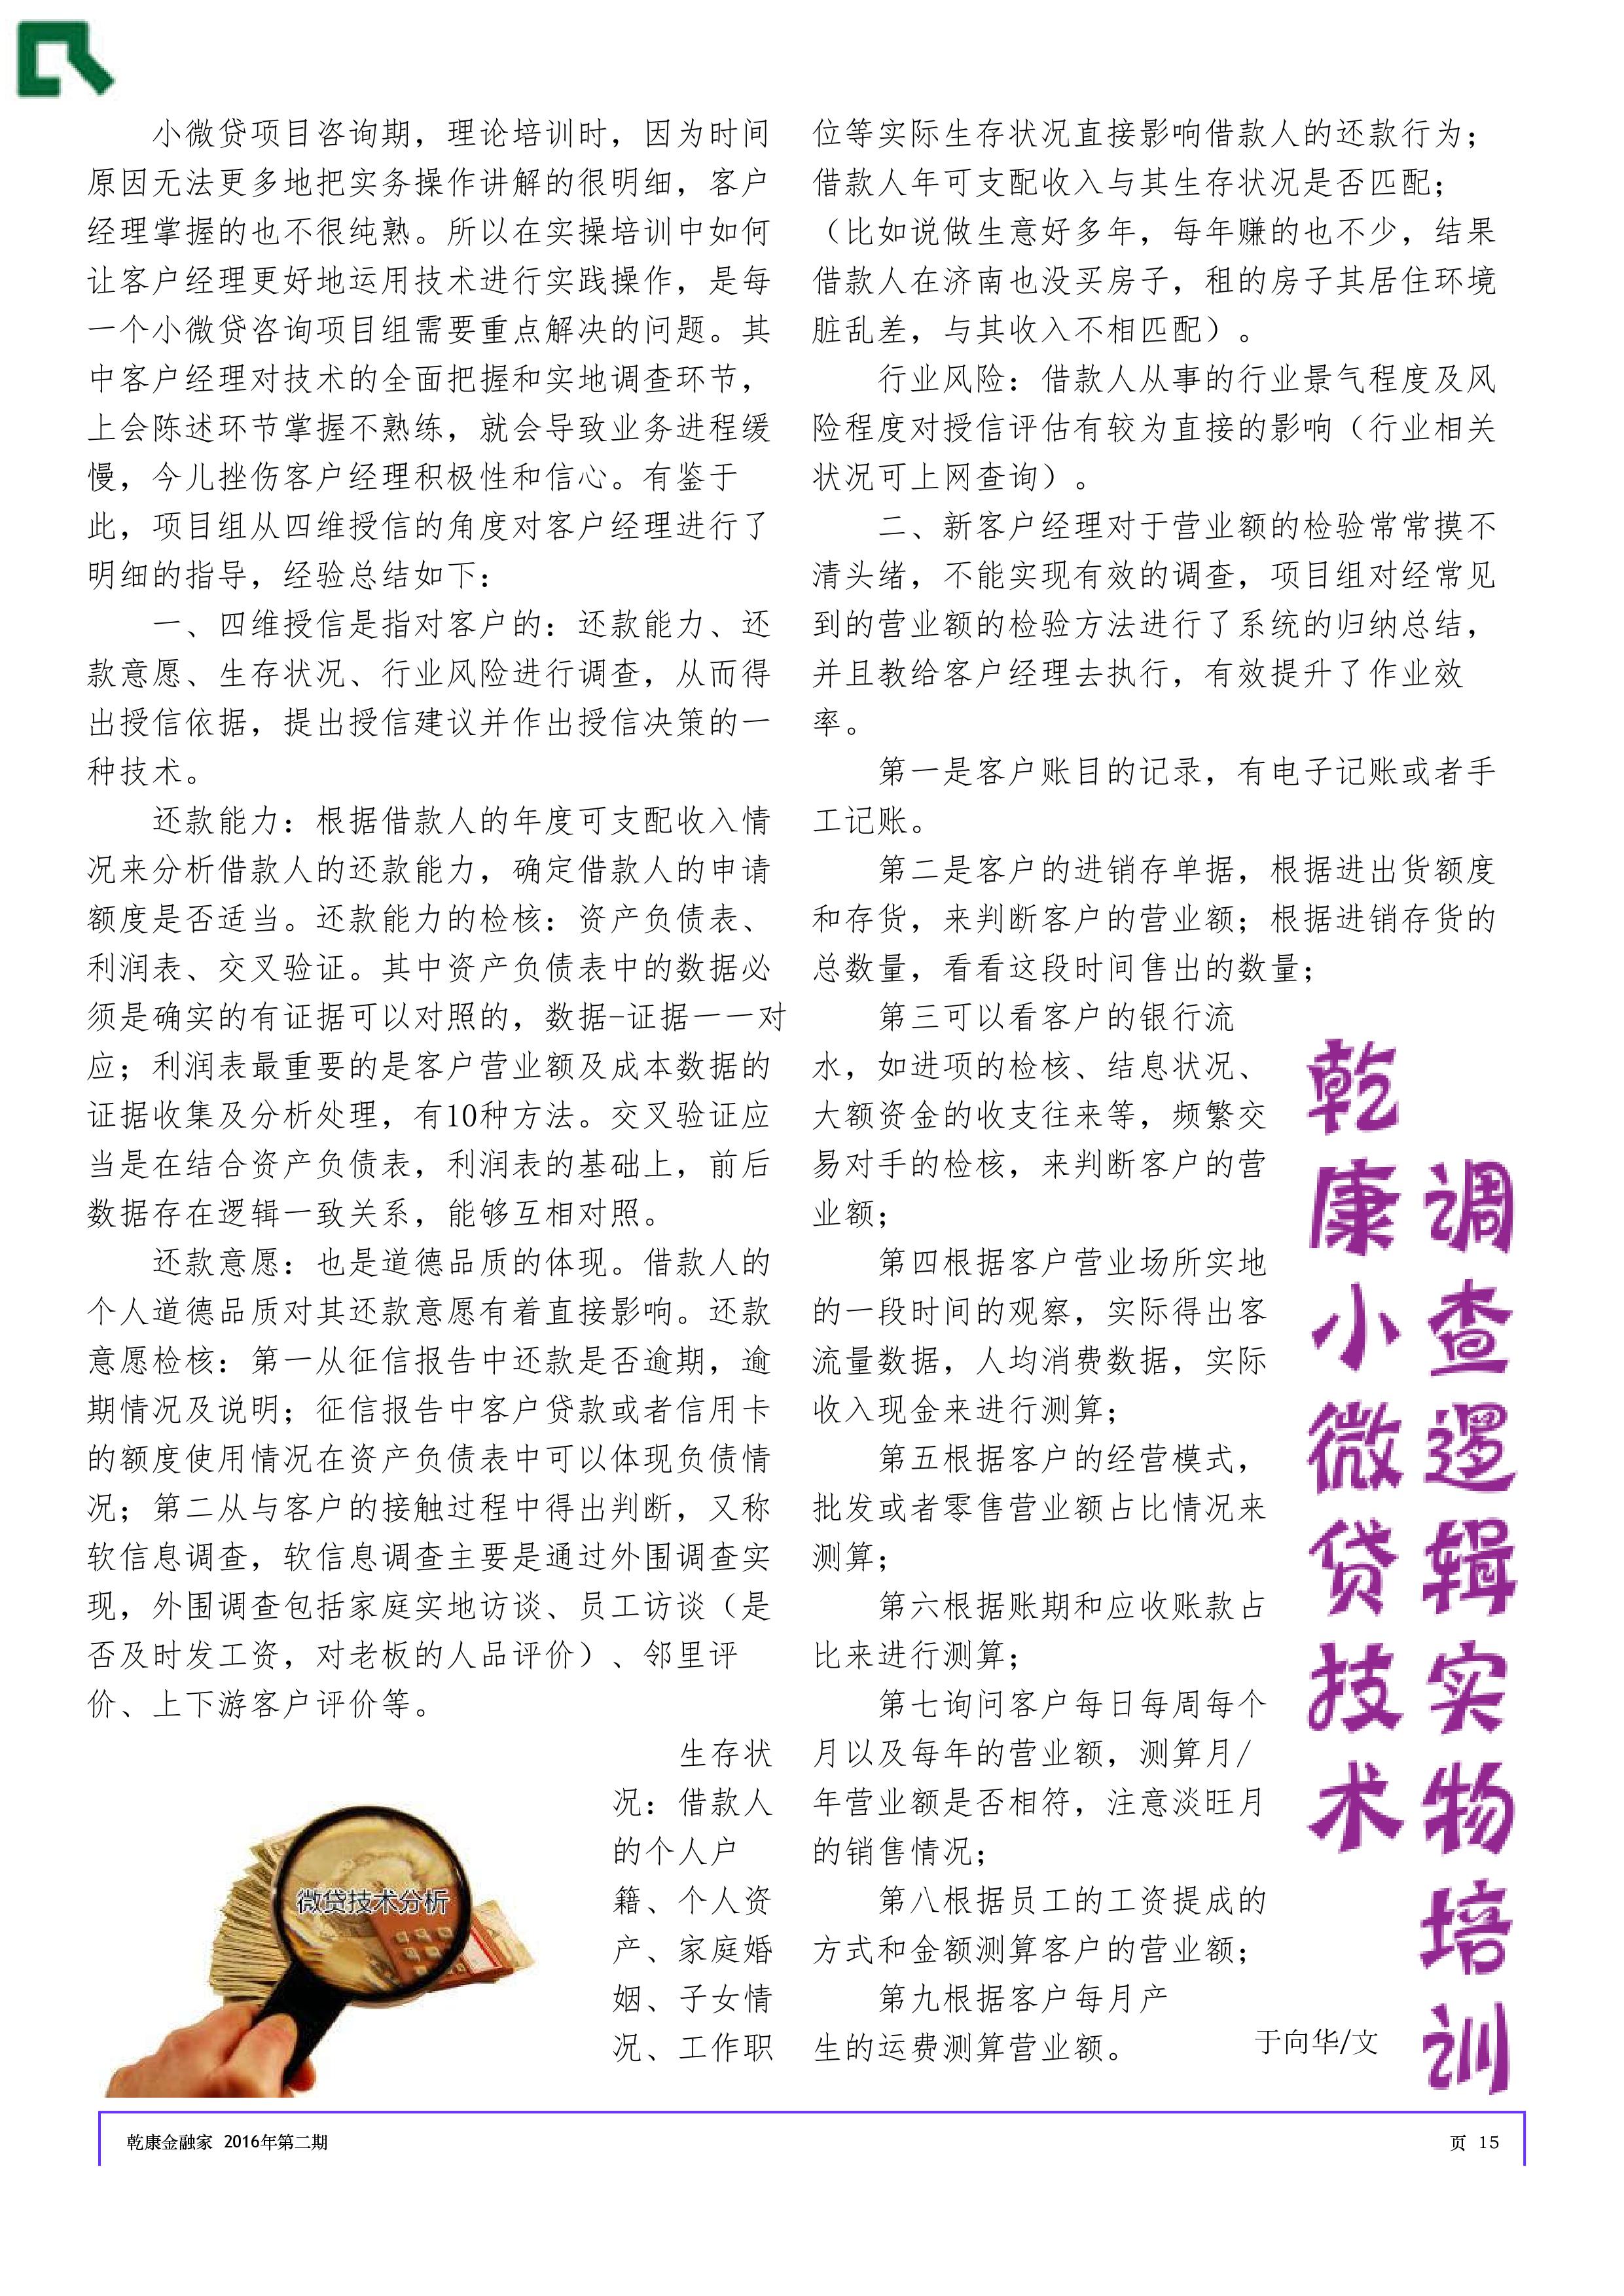 小微贷项目咨询期，理论培训时，因为时间
原因无法更多地把实务操作讲解的很明细，客户
经理掌握的也不很纯熟。所以在实操培训中如何
让客户经理更好地运用技术进行实践操作，是每
一个小微贷咨询项目组需要重点解决的问题。其
中客户经理对技术的全面把握和实地调查环节，
上会陈述环节掌握不熟练，就会导致业务进程缓
慢，今儿挫伤客户经理积极性和信心。有鉴于
此，项目组从四维授信的角度对客户经理进行了
明细的指导，经验总结如下：
一、四维授信是指对客户的：还款能力、还
款意愿、生存状况、行业风险进行调查，从而得
出授信依据，提出授信建议并作出授信决策的一
种技术。
还款能力：根据借款人的年度可支配收入情
况来分析借款人的还款能力，确定借款人的申请
额度是否适当。还款能力的检核：资产负债表、
利润表、交叉验证。其中资产负债表中的数据必
须是确实的有证据可以对照的，数据-证据一一对
应；利润表最重要的是客户营业额及成本数据的
证据收集及分析处理，有10种方法。交叉验证应
当是在结合资产负债表，利润表的基础上，前后
数据存在逻辑一致关系，能够互相对照。
还款意愿：也是道德品质的体现。借款人的
个人道德品质对其还款意愿有着直接影响。还款
意愿检核：第一从征信报告中还款是否逾期，逾
期情况及说明；征信报告中客户贷款或者信用卡
的额度使用情况在资产负债表中可以体现负债情
况；第二从与客户的接触过程中得出判断，又称
软信息调查，软信息调查主要是通过外围调查实
现，外围调查包括家庭实地访谈、员工访谈（是
否及时发工资，对老板的人品评价）、邻里评
价、上下游客户评价等。
生存状
况：借款人
的个人户
籍、个人资
产、家庭婚
姻、子女情
况、工作职
微贷技术分析
位等实际生存状况直接影响借款人的还款行为；
借款人年可支配收入与其生存状况是否匹配；
（比如说做生意好多年，每年赚的也不少，结果
借款人在济南也没买房子，租的房子其居住环境
脏乱差，与其收入不相匹配）。
行业风险：借款人从事的行业景气程度及风
险程度对授信评估有较为直接的影响（行业相关
状况可上网查询）。
二、新客户经理对于营业额的检验常常摸不
清头绪，不能实现有效的调查，项目组对经常见
到的营业额的检验方法进行了系统的归纳总结，
并且教给客户经理去执行，有效提升了作业效
率。
第一是客户账目的记录，有电子记账或者手
工记账。
第二是客户的进销存单据，根据进出货额度
和存货，来判断客户的营业额；根据进销存货的
总数量，看看这段时间售出的数量；
第三可以看客户的银行流
水，如进项的检核、结息状况、
大额资金的收支往来等，频繁交
易对手的检核，来判断客户的营
业额；
第四根据客户营业场所实地
的一段时间的观察，实际得出客
流量数据，人均消费数据，实际
收入现金来进行测算；
第五根据客户的经营模式，
批发或者零售营业额占比情况来
测算；
第六根据账期和应收账款占
比来进行测算；
第七询问客户每日每周每个
月以及每年的营业额，测算月/
年营业额是否相符，注意淡旺月
的销售情况；
第八根据员工的工资提成的
方式和金额测算客户的营业额；
第九根据客户每月产
生的运费测算营业额。
乾康小微贷技术
调查逻辑实物培训
于向华/文
乾康金融家 2016年第二期
页 15